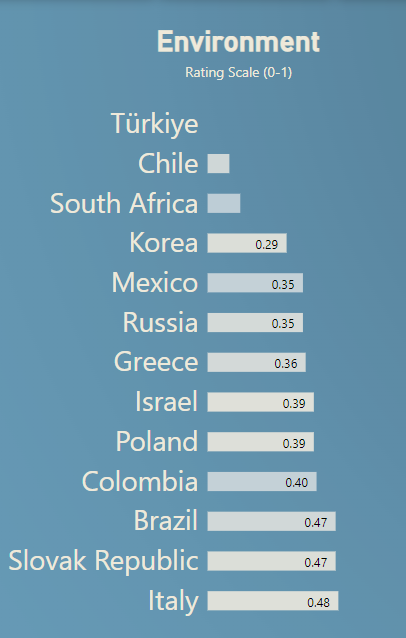 Environment
Rating Scale (0-1)
Türkiye
Chile
South Africa
Korea 0.29
Mexico 0.35
Russia 0.35
Greece 0.36
Israel 0.39
Poland 0.39
Colombia 0.40
Brazil 0.47
Slovak Republic 0.47
Italy 0.48